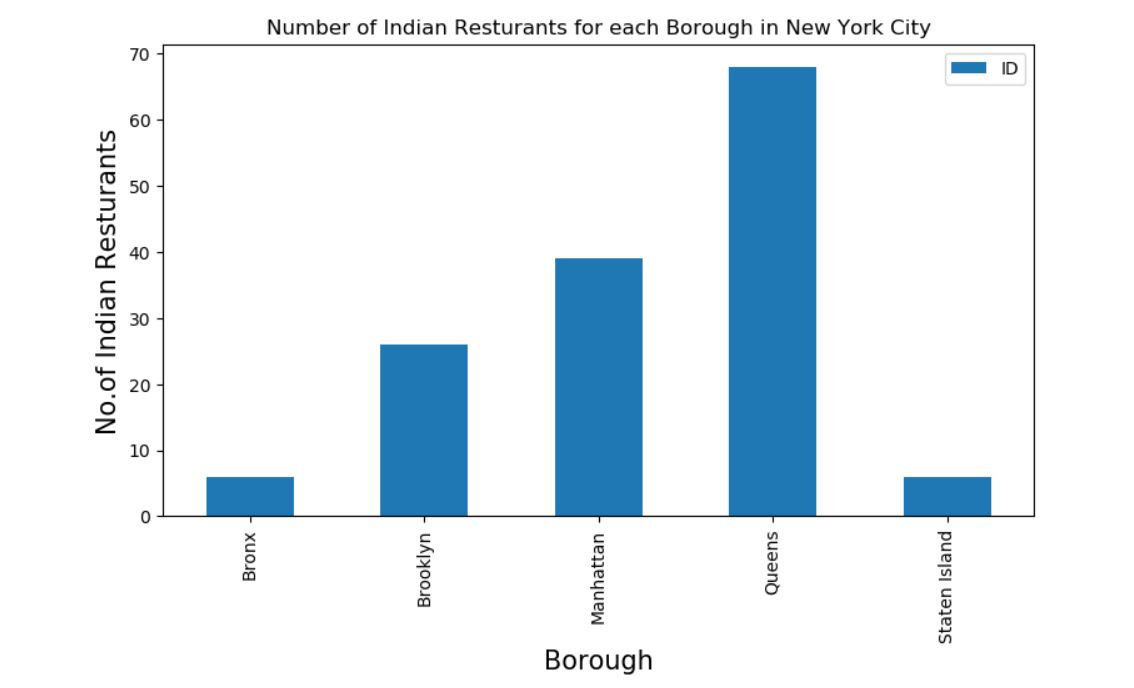 Number of Indian Resturants for each Borough in New York City
ID
No.of Indian Resturants
70
60
50
40
30
20
10
0
Bronx
Brooklyn
Manhattan
Queens
Staten Island
Borough